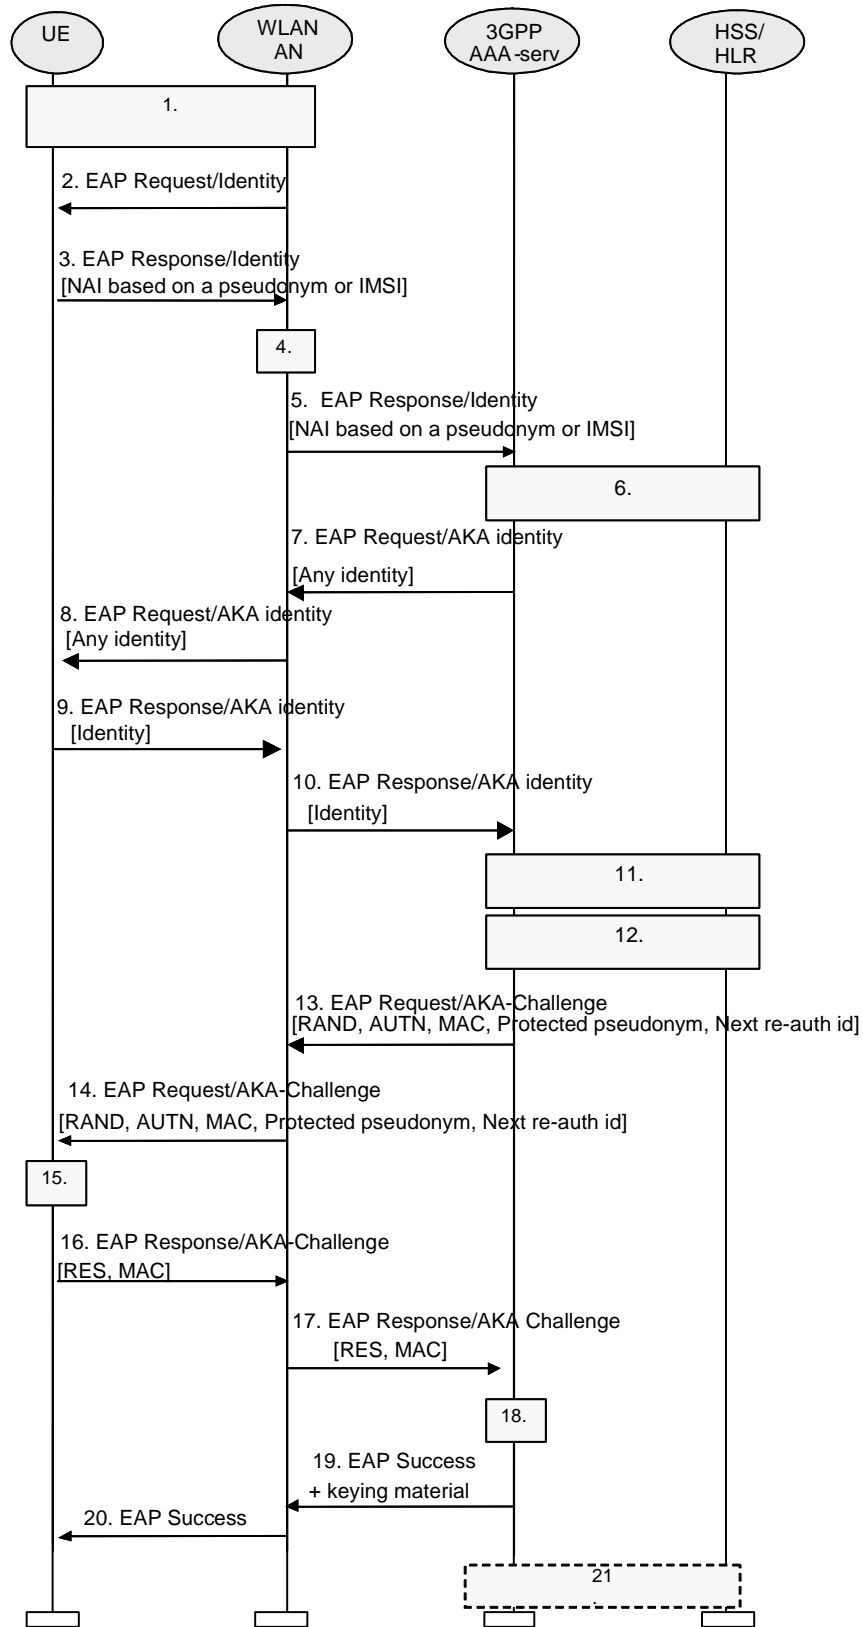 UE
WLAN
AN
3GPP
AAA-serv
HSS/
HLR
1.
2. EAP Request/Identity
3. EAP Response/Identity
[NAI based on a pseudonym or IMSI]
4.
5. EAP Response/Identity
[NAI based on a pseudonym or IMSI]
6.
7. EAP Request/AKA identity
[Any identity]
8. EAP Request/AKA identity
[Any identity]
9. EAP Response/AKA identity
[Identity]
10. EAP Response/AKA identity
[Identity]
11.
12.
13. EAP Request/AKA-Challenge
[RAND, AUTN, MAC, Protected pseudonym, Next re-auth id]
14. EAP Request/AKA-Challenge
[RAND, AUTN, MAC, Protected pseudonym, Next re-auth id]
15.
16. EAP Response/AKA-Challenge
[RES, MAC]
17. EAP Response/AKA Challenge
[RES, MAC]
18.
19. EAP Success
+ keying material
20. EAP Success
21
.